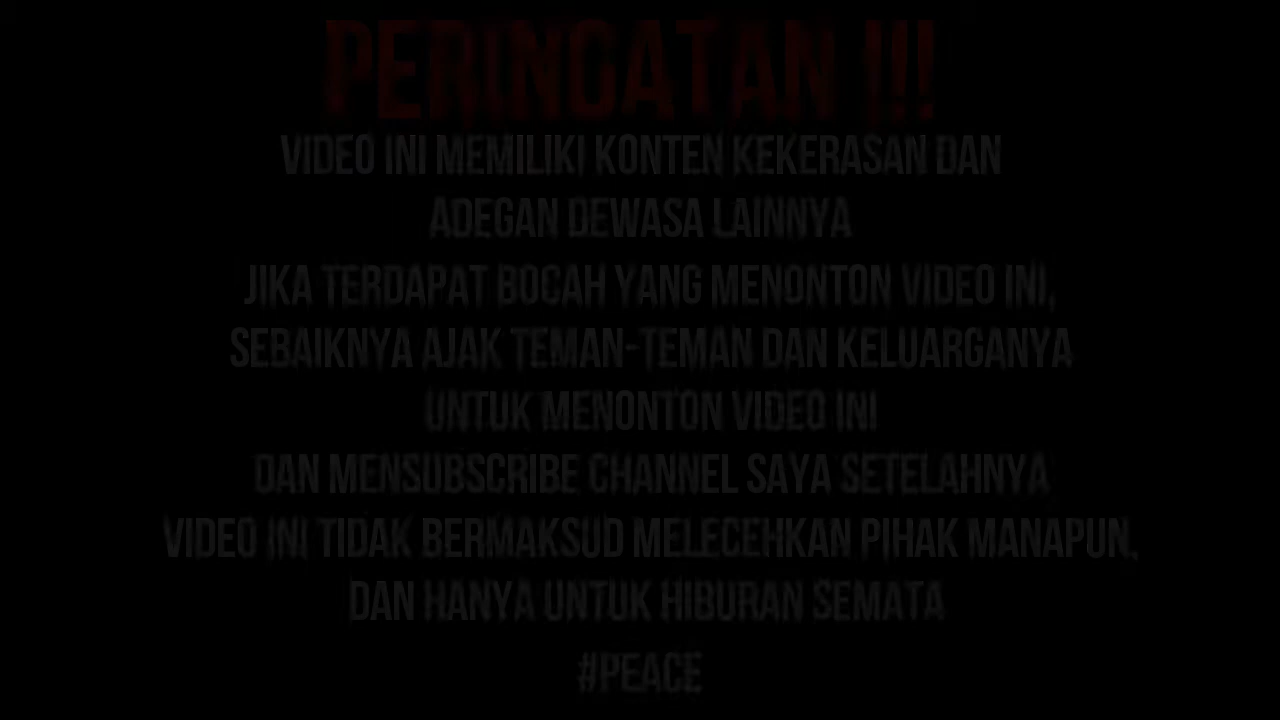 PERINGATAN !!!
VIDEO INI MEMILIKI KONTEN KEKERASAN DAN
ADEGAN DEWASA LAINNYA
JIKA TERDAPAT BOCAH YANG MENONTON VIDEO INI,
SEBAIKNYA AJAK TEMAN-TEMAN DAN KELUARGANYA
UNTUK MENONTON VIDEO INI
DAN MENSUBSCRIBE CHANNEL SAYA SETELAHNYA
VIDEO INI TIDAK BERMAKSUD MELECEHKAN PIHAK MANAPUN,
DAN HANYA UNTUK HIBURAN SEMATA
#PEACE